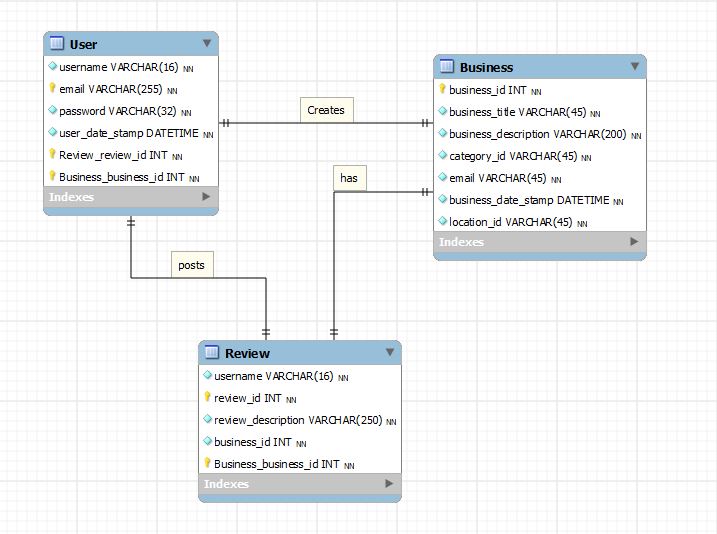 User
username VARCHAR(16) NN
email VARCHAR(255) NN
password VARCHAR(32) NN
user_date_stamp DATETIME NN
Review_review_id INT NN
Business_business_id INT NN
Indexes
Creates
Business
business_id INT NN
business_title VARCHAR(45) NN
business_description VARCHAR(200) NN
category_id VARCHAR(45) NN
email VARCHAR(45) NN
business_date_stamp DATETIME NN
location_id VARCHAR(45) NN
Indexes
has
posts
Review
username VARCHAR(16) NN
review_id INT NN
review_description VARCHAR(250) NN
business_id INT NN
Business_business_id INT NN
Indexes